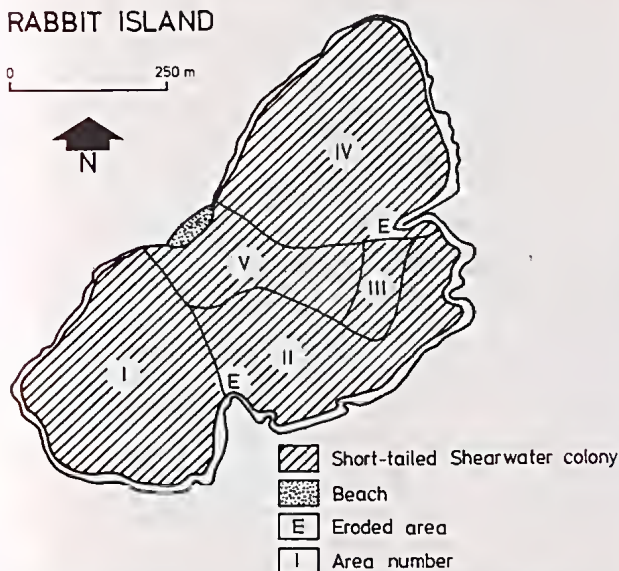 RABBIT ISLAND
0 250 m
N
IV
E
V
III
I
II
E
Short-tailed Shearwater colony
Beach
E Eroded area
I Area number